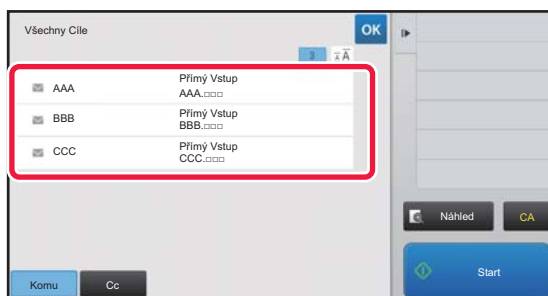 Všechny Cíle
OK
3
AAA Přímý Vstup
AAA.□□□
BBB Přímý Vstup
BBB.□□□
CCC Přímý Vstup
CCC.□□□
Náhled
CA
Komu
Cc
Start